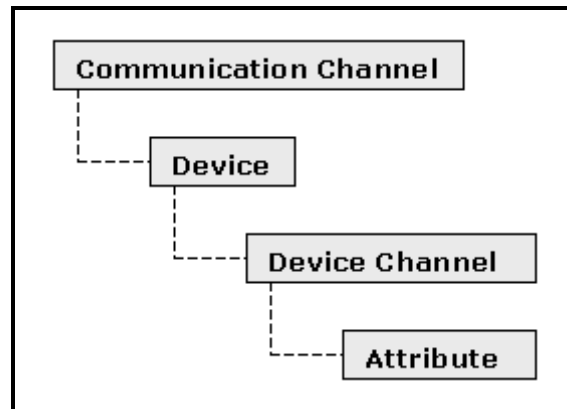 Communication Channel
Device
Device Channel
Attribute